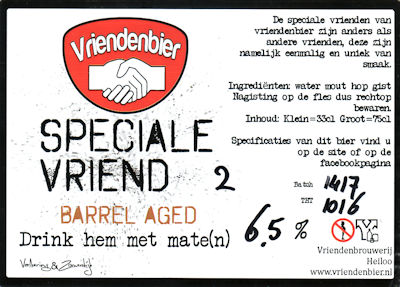 Vriendenbier
SPECIALE
VRIEND 2
BARREL AGED
Drink hem met mate(n)
6,5 %
De speciale vrienden van
vriendenbier zijn anders als
andere vrienden, deze zijn
namelijk eenmalig en uniek van
smaak.
Ingrediënten: water mout hop gist
Nagisting op de fles dus rechtop
bewaren.
Inhoud: Klein=33cl Groot=75cl
Specificaties van dit bier vind u
op de site of op de
facebookpagina
Batch 1417
THT 1016
Vriendenbrouwerij
Heiloo
www.vriendenbier.nl